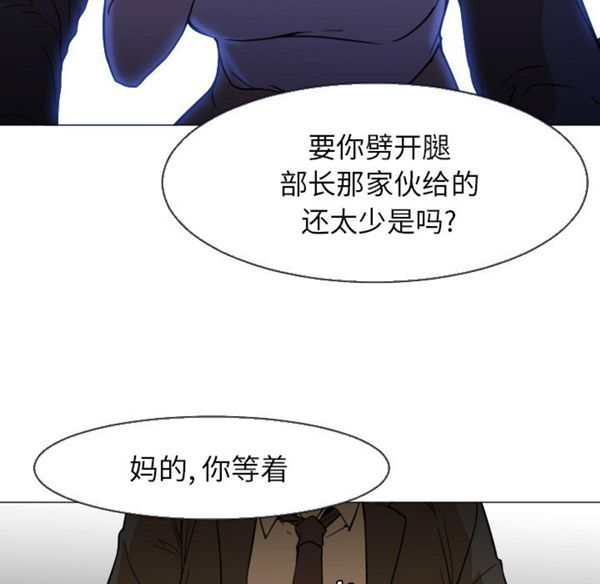 要你劈开腿
部长那家伙给的
还太少是吗?
妈的, 你等着